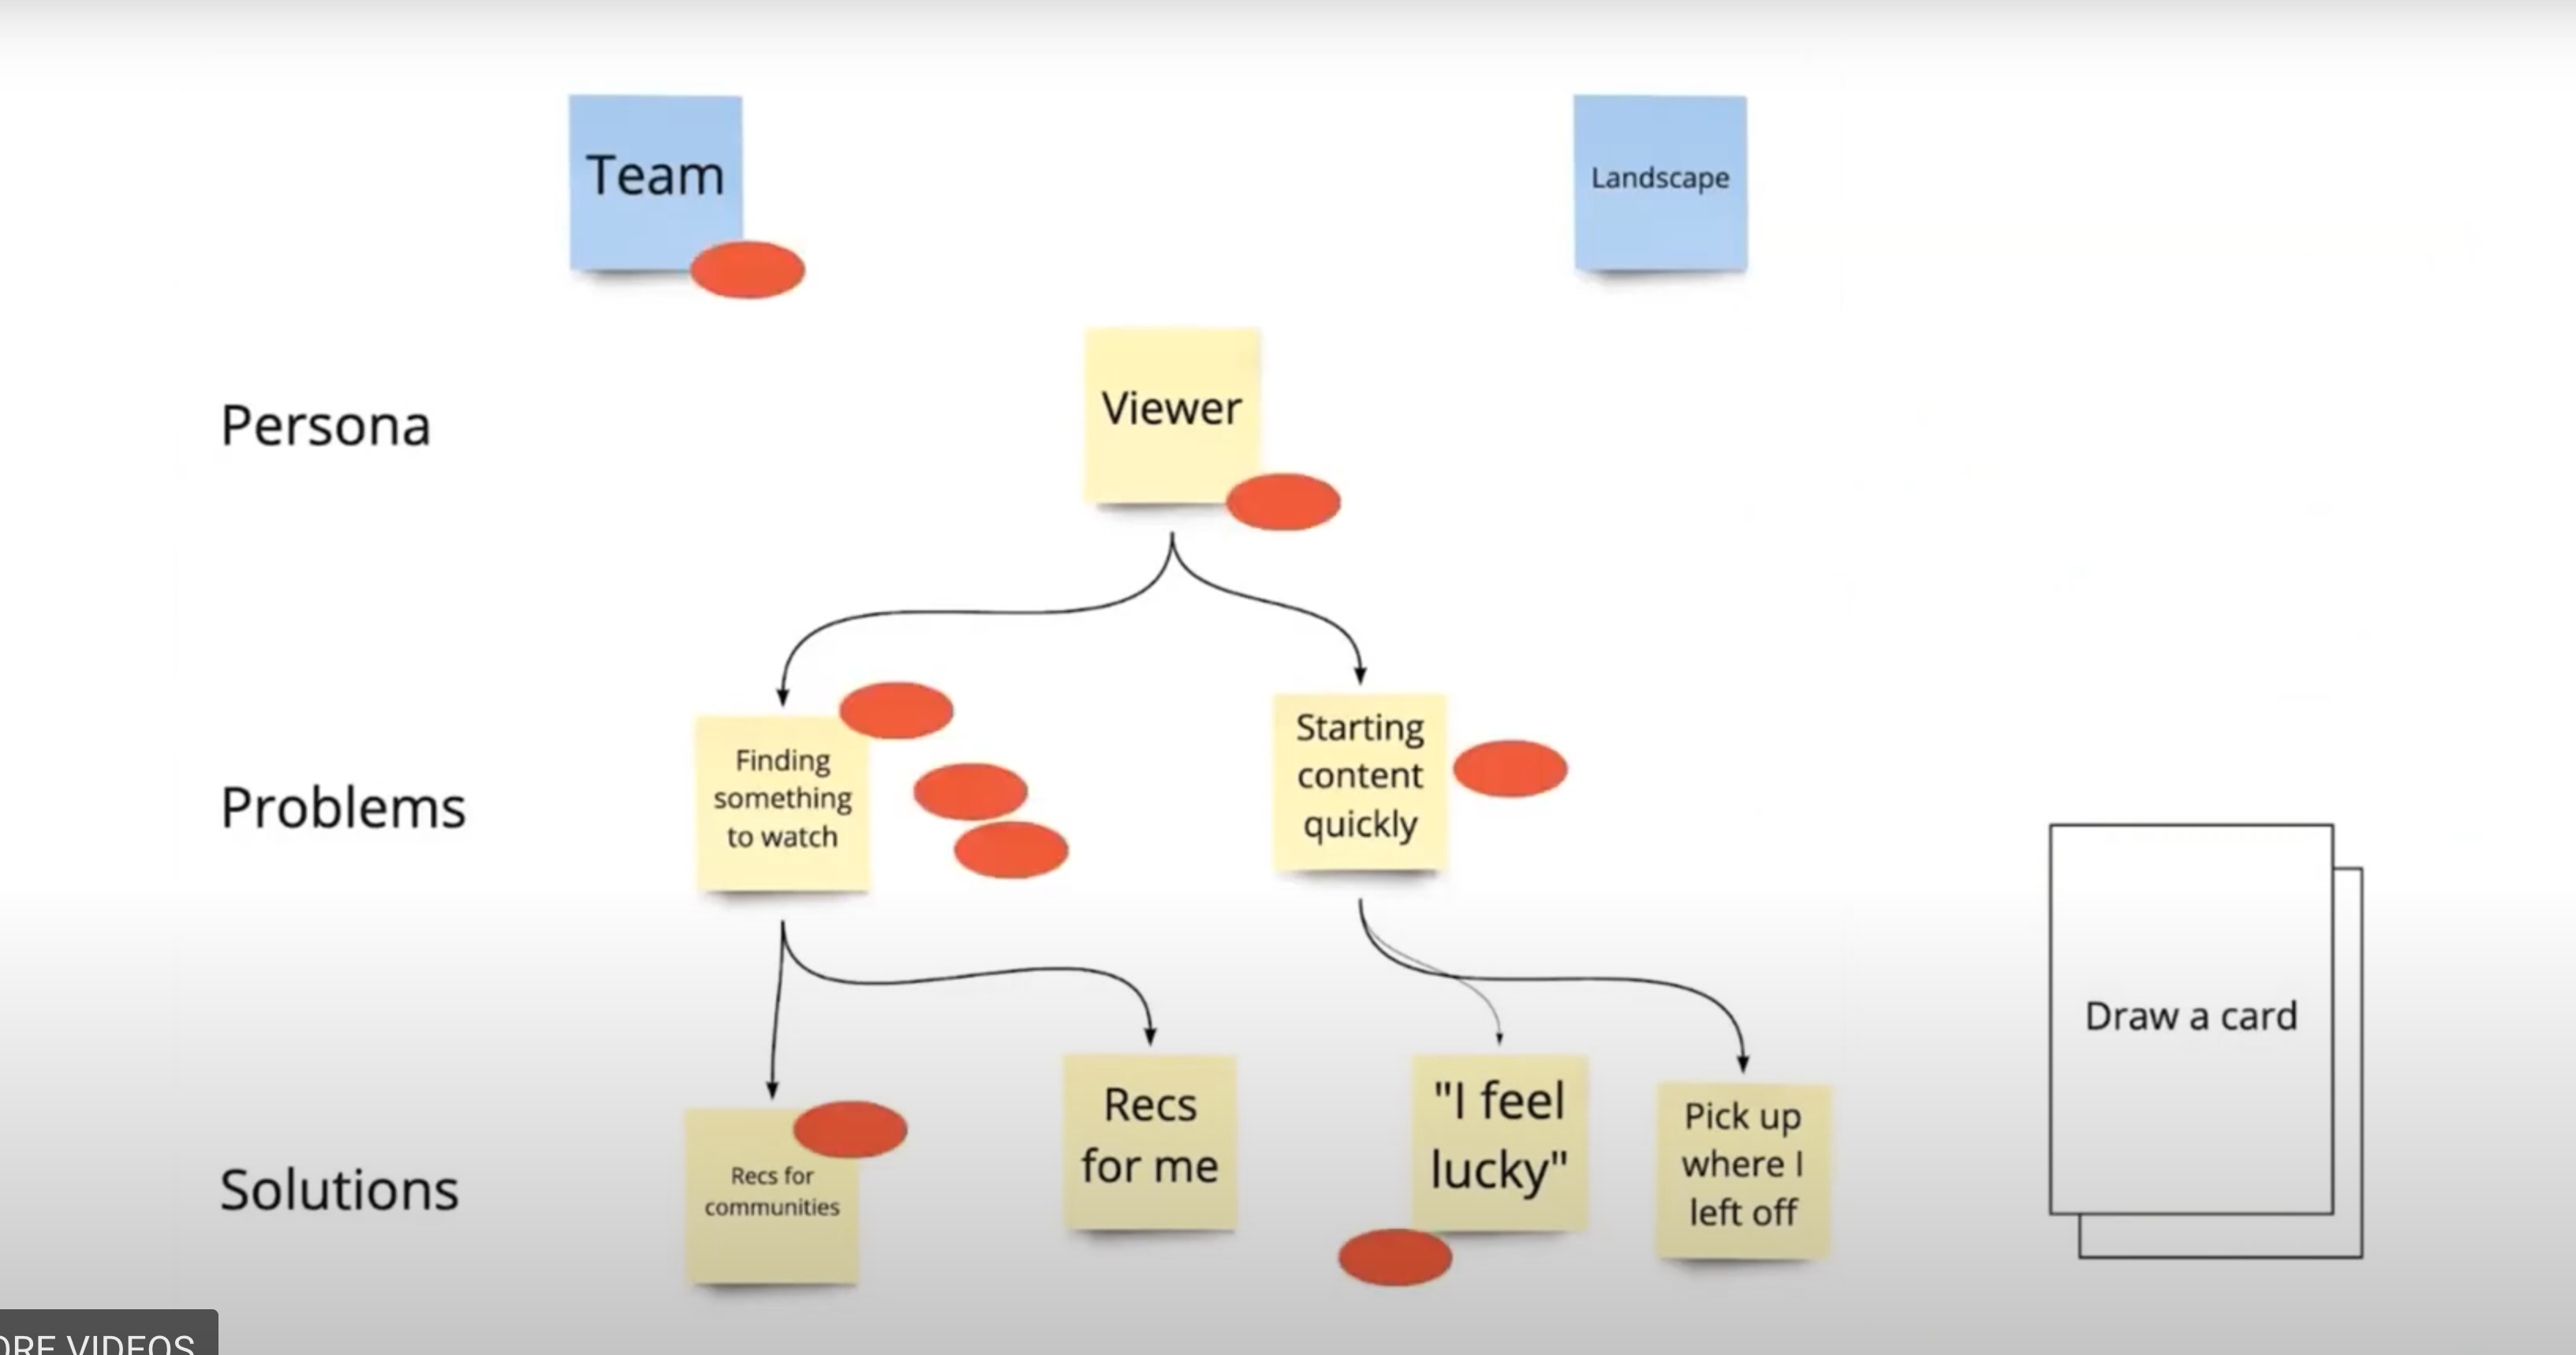 Team
Landscape
Persona
Viewer
Problems
Finding
something
to watch
Starting
content
quickly
Solutions
Recs for
communities
Recs
for me
"I feel
lucky"
Pick up
where I
left off
Draw a card
ORE VIDEOS